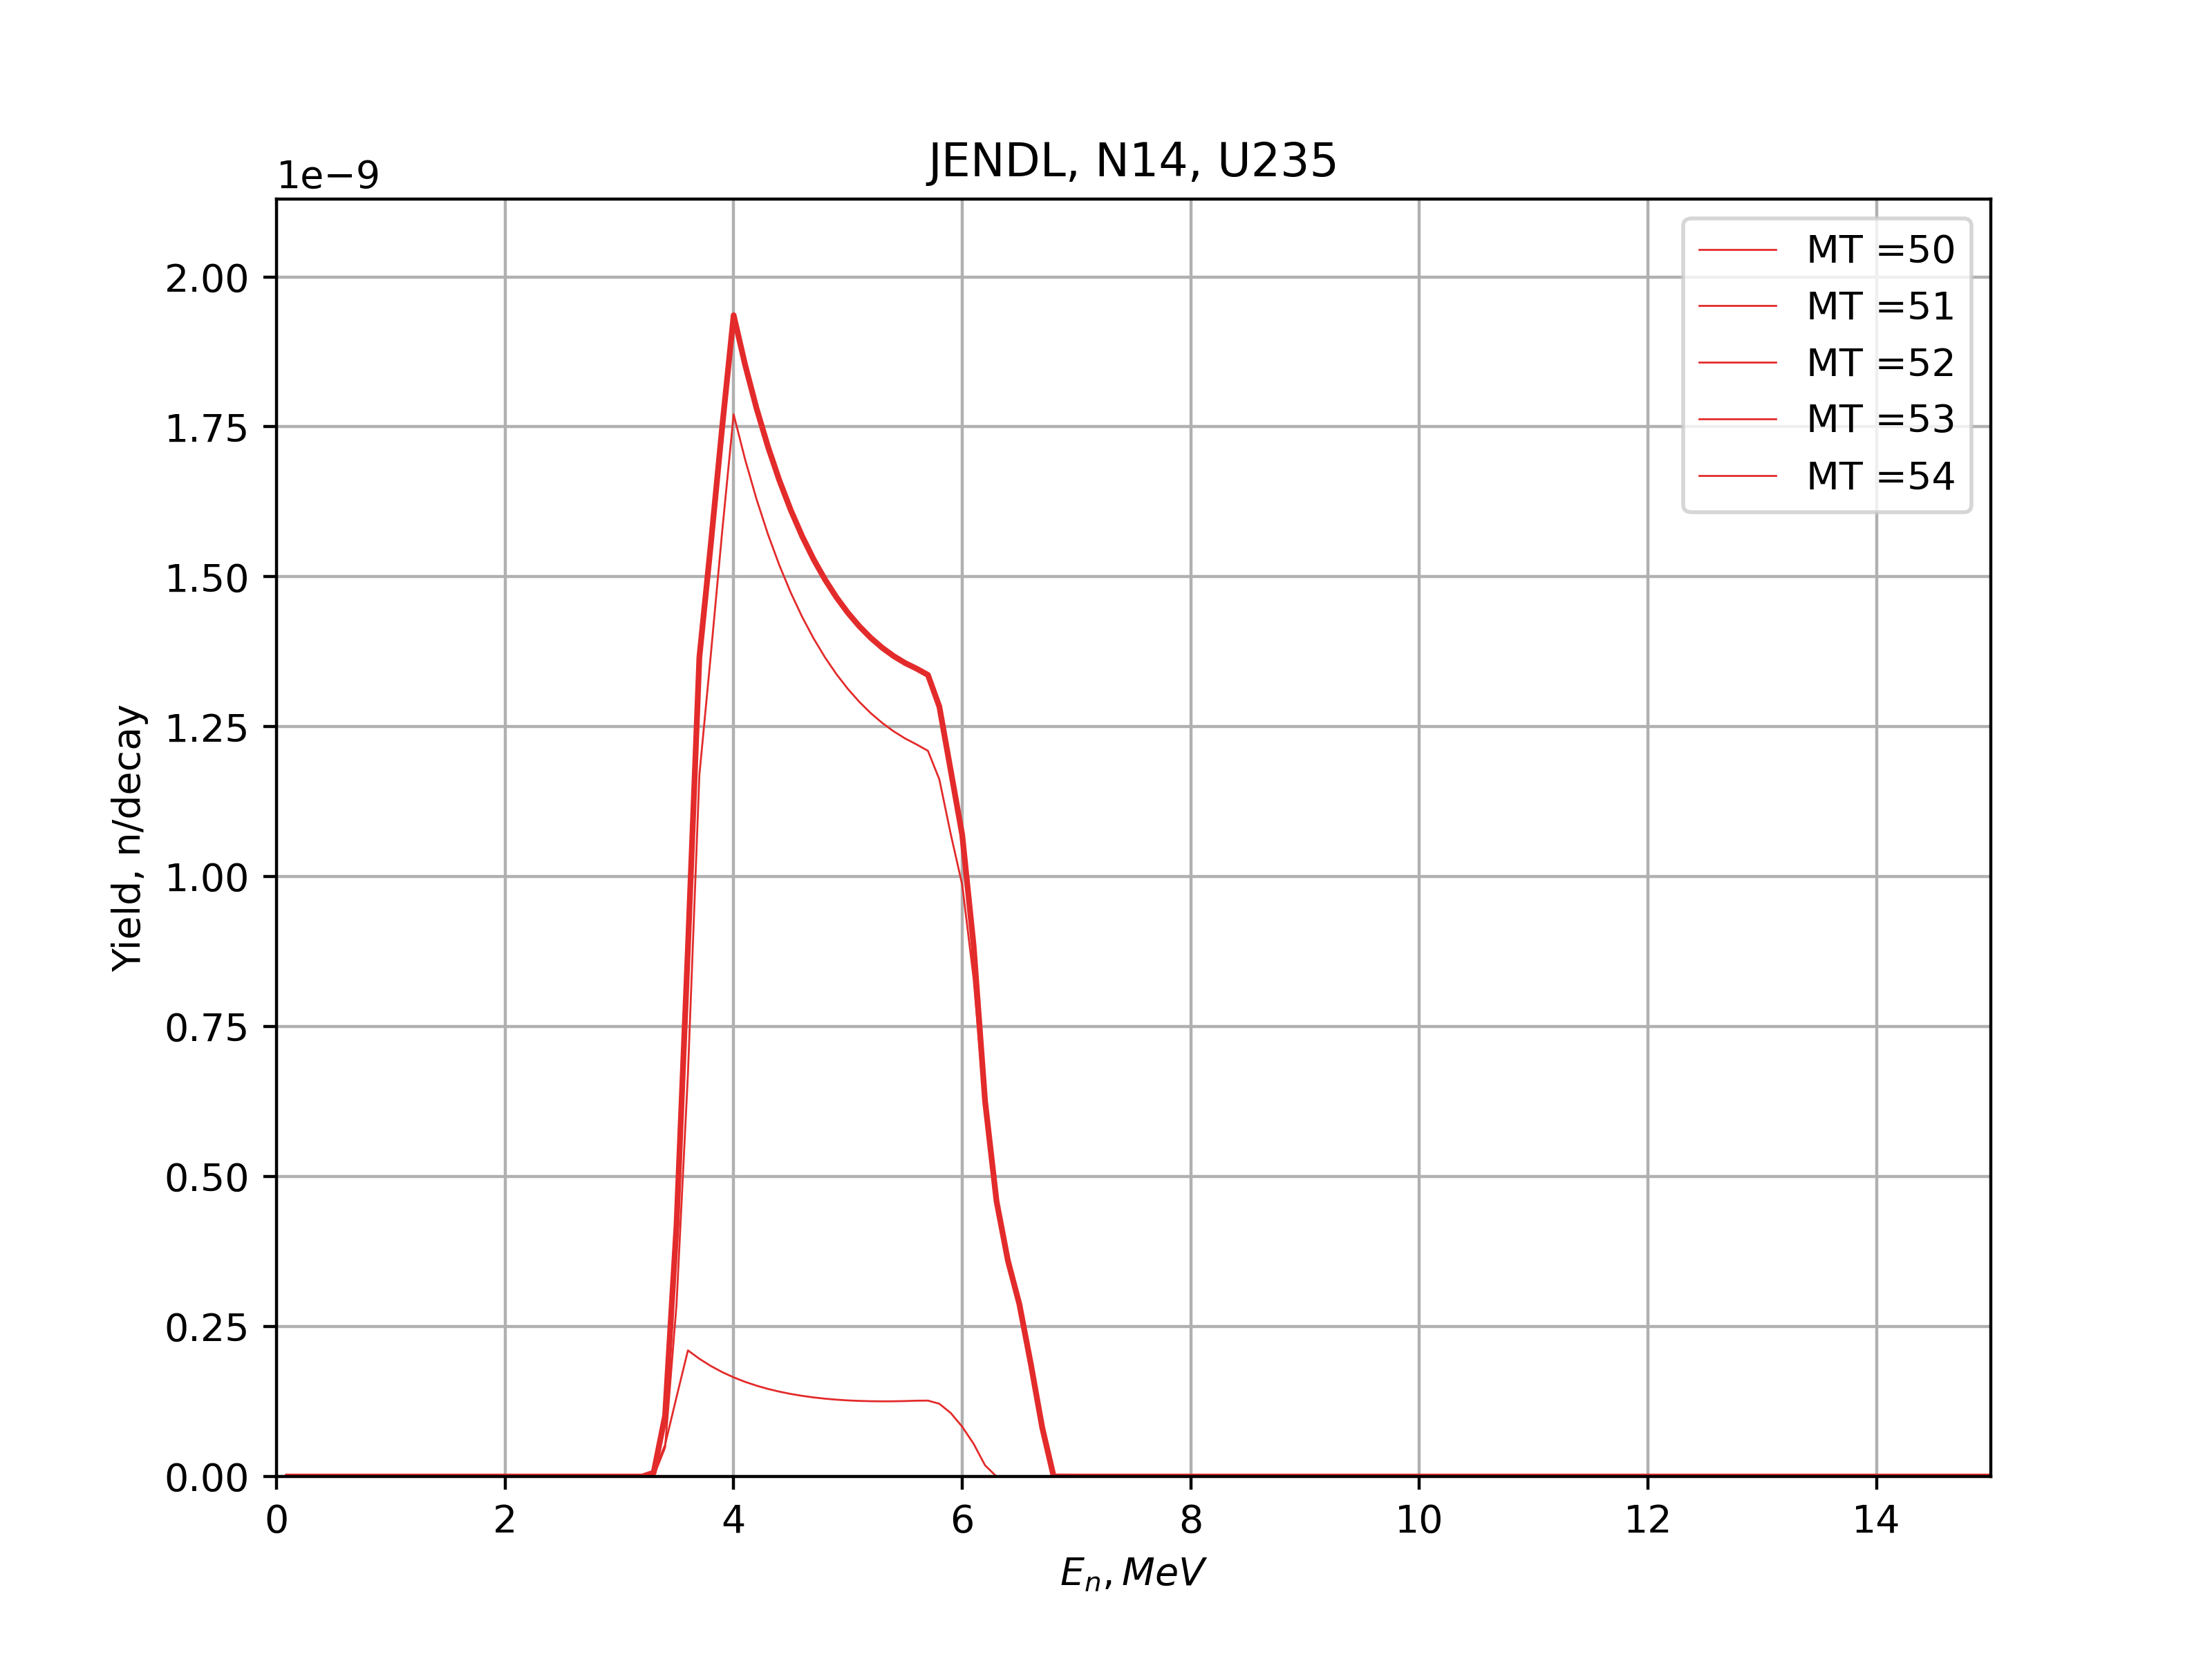 JENDL, N14, U235
1e−9
2.00
1.75
1.50
1.25
1.00
0.75
0.50
0.25
0.00
Yield, n/decay
MT =50
MT =51
MT =52
MT =53
MT =54
0 2 4 6 8 10 12 14
Eₙ, MeV